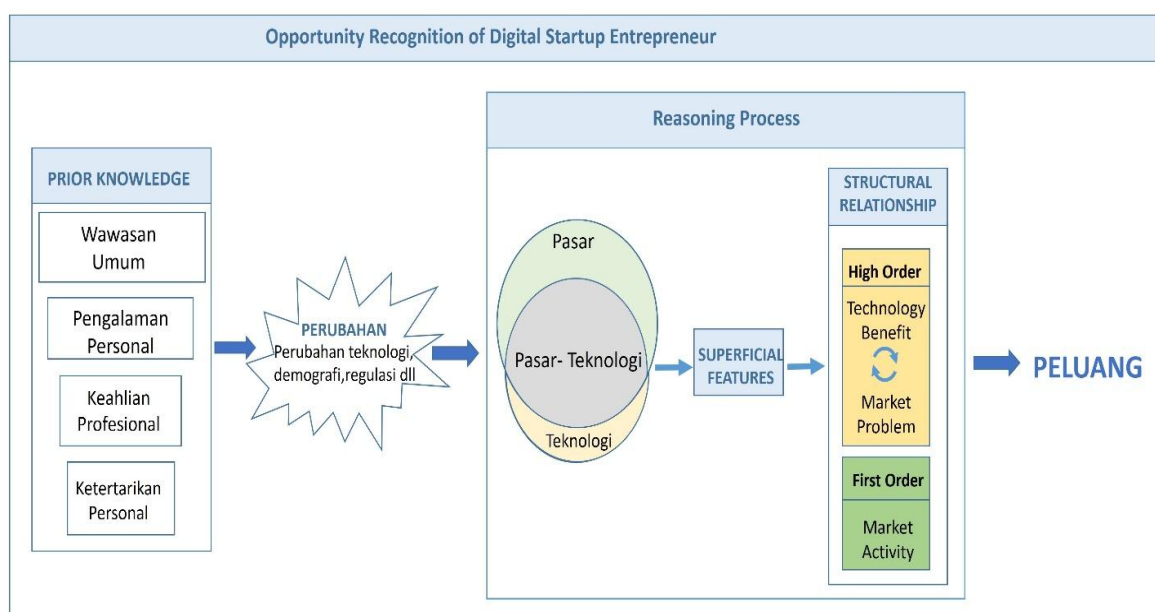 Opportunity Recognition of Digital Startup Entrepreneur
PRIOR KNOWLEDGE
Wawasan
Umum
Pengalaman
Personal
Keahlian
Profesional
Ketertarikan
Personal
PERUBAHAN
Perubahan teknologi,
demografi,regulasi dll
Reasoning Process
Pasar
Pasar- Teknologi
Teknologi
SUPERFICIAL
FEATURES
STRUCTURAL
RELATIONSHIP
High Order
Technology
Benefit
Market
Problem
First Order
Market
Activity
PELUANG